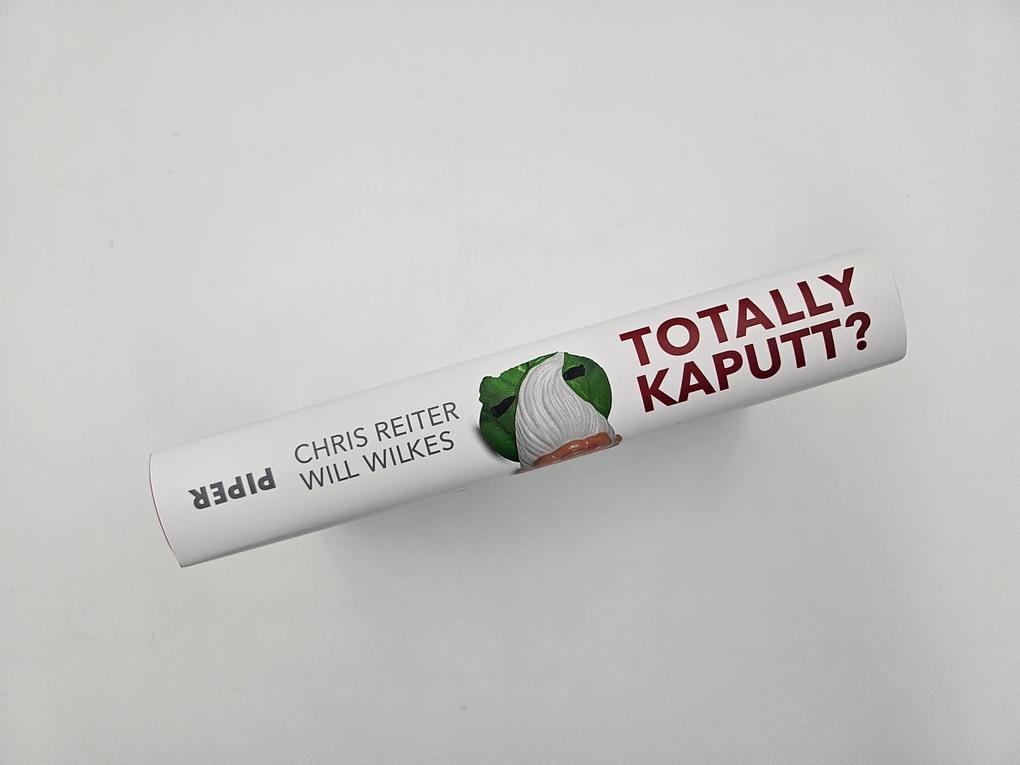 PIPER
CHRIS REITER
WILL WILKES
TOTALLY
KAPUTT?